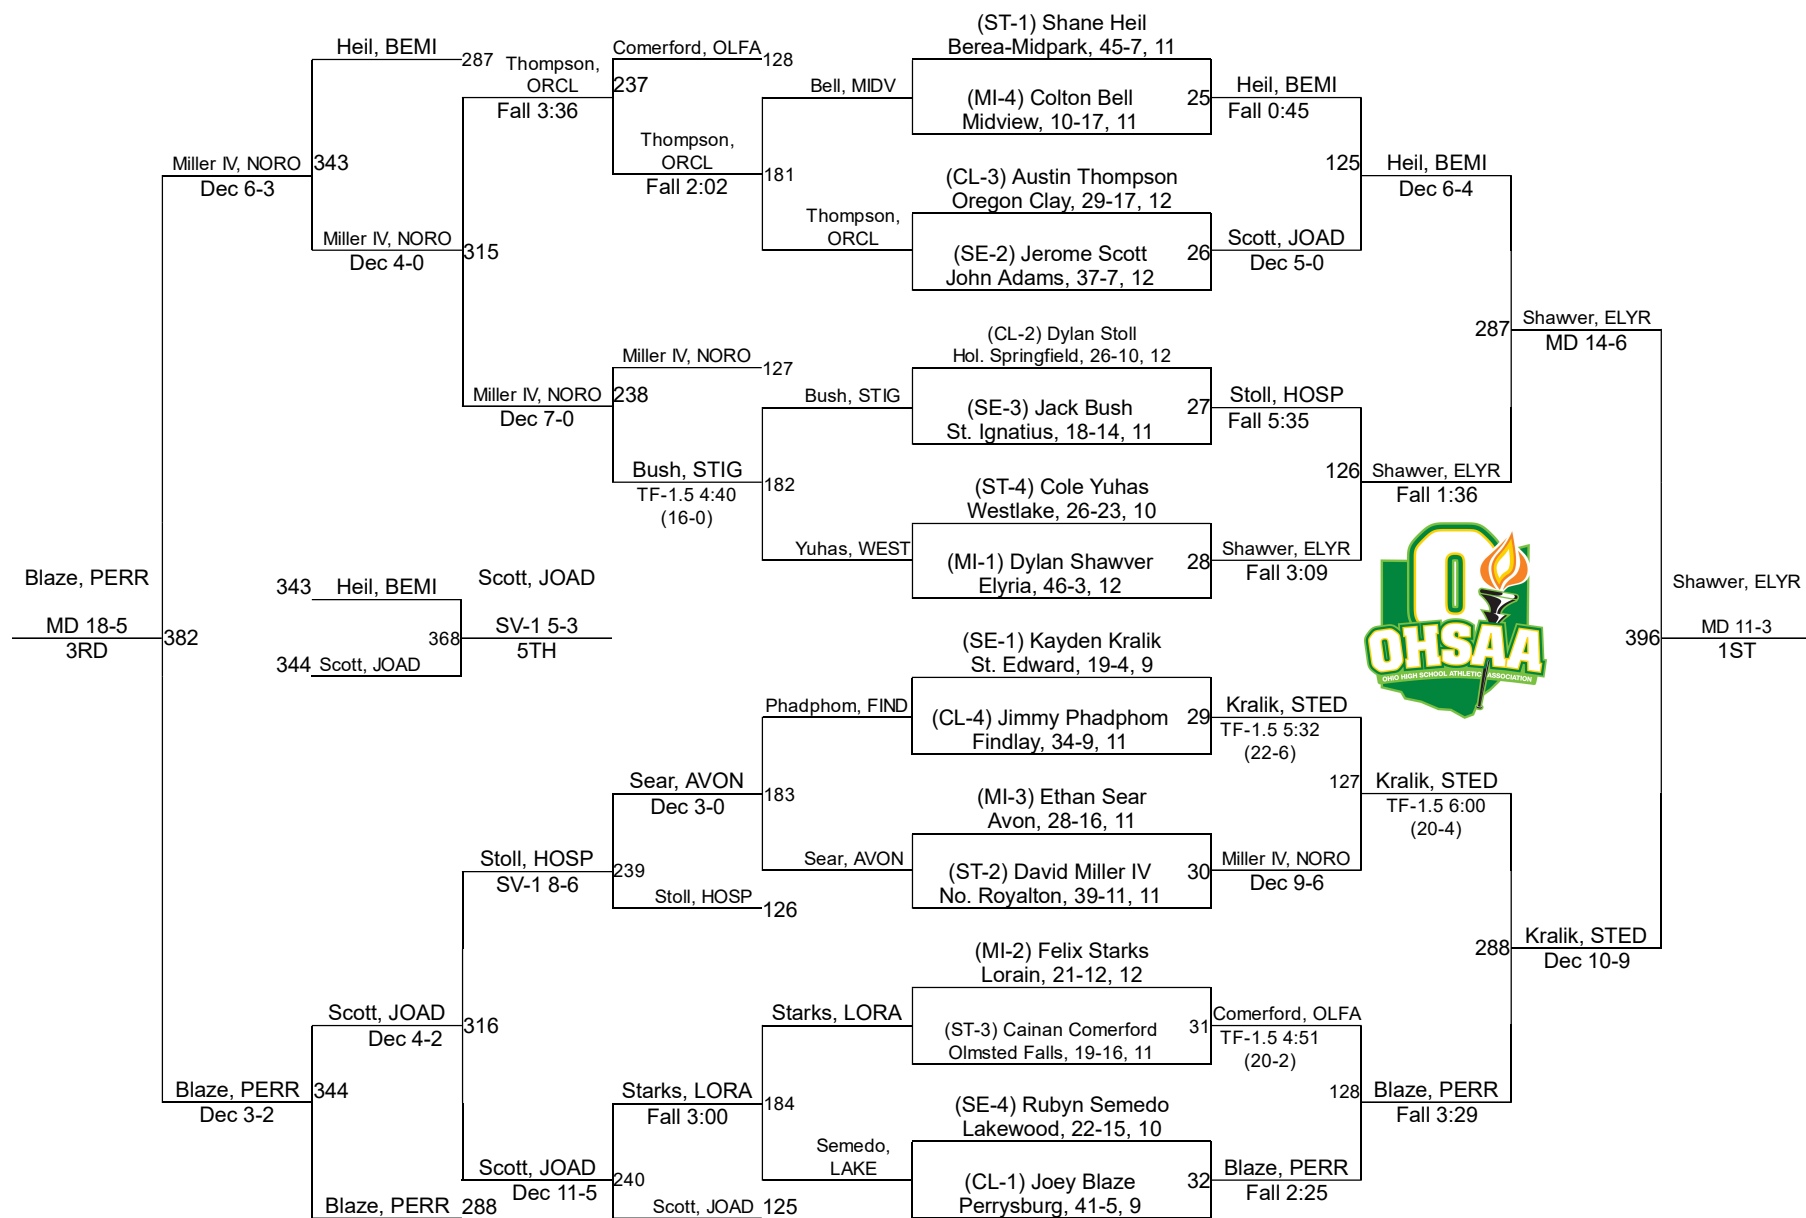 (ST-1) Shane Heil
Berea-Midpark, 45-7, 11
(MI-4) Colton Bell
Midview, 10-17, 11
25
(CL-3) Austin Thompson
Oregon Clay, 29-17, 12
(SE-2) Jerome Scott
John Adams, 37-7, 12
26
(CL-2) Dylan Stoll
Hol. Springfield, 26-10, 12
(SE-3) Jack Bush
St. Ignatius, 18-14, 11
27
(ST-4) Cole Yuhas
Westlake, 26-23, 10
(MI-1) Dylan Shawver
Elyria, 46-3, 12
28
(SE-1) Kayden Kralik
St. Edward, 19-4, 9
(CL-4) Jimmy Phadphom
Findlay, 34-9, 11
29
(MI-3) Ethan Sear
Avon, 28-16, 11
(ST-2) David Miller IV
No. Royalton, 39-11, 11
30
(MI-2) Felix Starks
Lorain, 21-12, 12
(ST-3) Cainan Comerford
Olmsted Falls, 19-16, 11
31
(SE-4) Rubyn Semedo
Lakewood, 22-15, 10
(CL-1) Joey Blaze
Perrysburg, 41-5, 9
32
Heil, BEMI
Fall 0:45
125
Scott, JOAD
Dec 5-0
Stoll, HOSP
Fall 5:35
126
Shawver, ELYR
Fall 3:09
Kralik, STED
TF-1.5 5:32
(22-6)
127
Miller IV, NORO
Dec 9-6
Comerford, OLFA
TF-1.5 4:51
(20-2)
128
Blaze, PERR
Fall 2:25
Heil, BEMI
Dec 6-4
287
Shawver, ELYR
Fall 1:36
Kralik, STED
TF-1.5 6:00
(20-4)
288
Blaze, PERR
Fall 3:29
Shawver, ELYR
MD 14-6
396
Kralik, STED
Dec 10-9
Shawver, ELYR
MD 11-3
1ST
O
OHSAA
OHIO HIGH SCHOOL ATHLETIC ASSOCIATION
Bell, MIDV
181
Thompson,
ORCL
Bush, STIG
182
Yuhas, WEST
Phadphom, FIND
183
Sear, AVON
Starks, LORA
184
Semedo,
LAKE
Comerford, OLFA
128
237
Thompson,
ORCL
Fall 2:02
Miller IV, NORO
127
238
Bush, STIG
TF-1.5 4:40
(16-0)
Sear, AVON
Dec 3-0
239
Stoll, HOSP
126
Starks, LORA
Fall 3:00
240
Scott, JOAD
125
Thompson,
ORCL
Fall 3:36
315
Miller IV, NORO
Dec 7-0
Stoll, HOSP
SV-1 8-6
316
Scott, JOAD
Dec 11-5
Heil, BEMI
287
343
Miller IV, NORO
Dec 4-0
Scott, JOAD
Dec 4-2
344
Blaze, PERR
288
Miller IV, NORO
Dec 6-3
382
Blaze, PERR
Dec 3-2
Blaze, PERR
MD 18-5
3RD
343
Heil, BEMI
368
344
Scott, JOAD
Scott, JOAD
SV-1 5-3
5TH